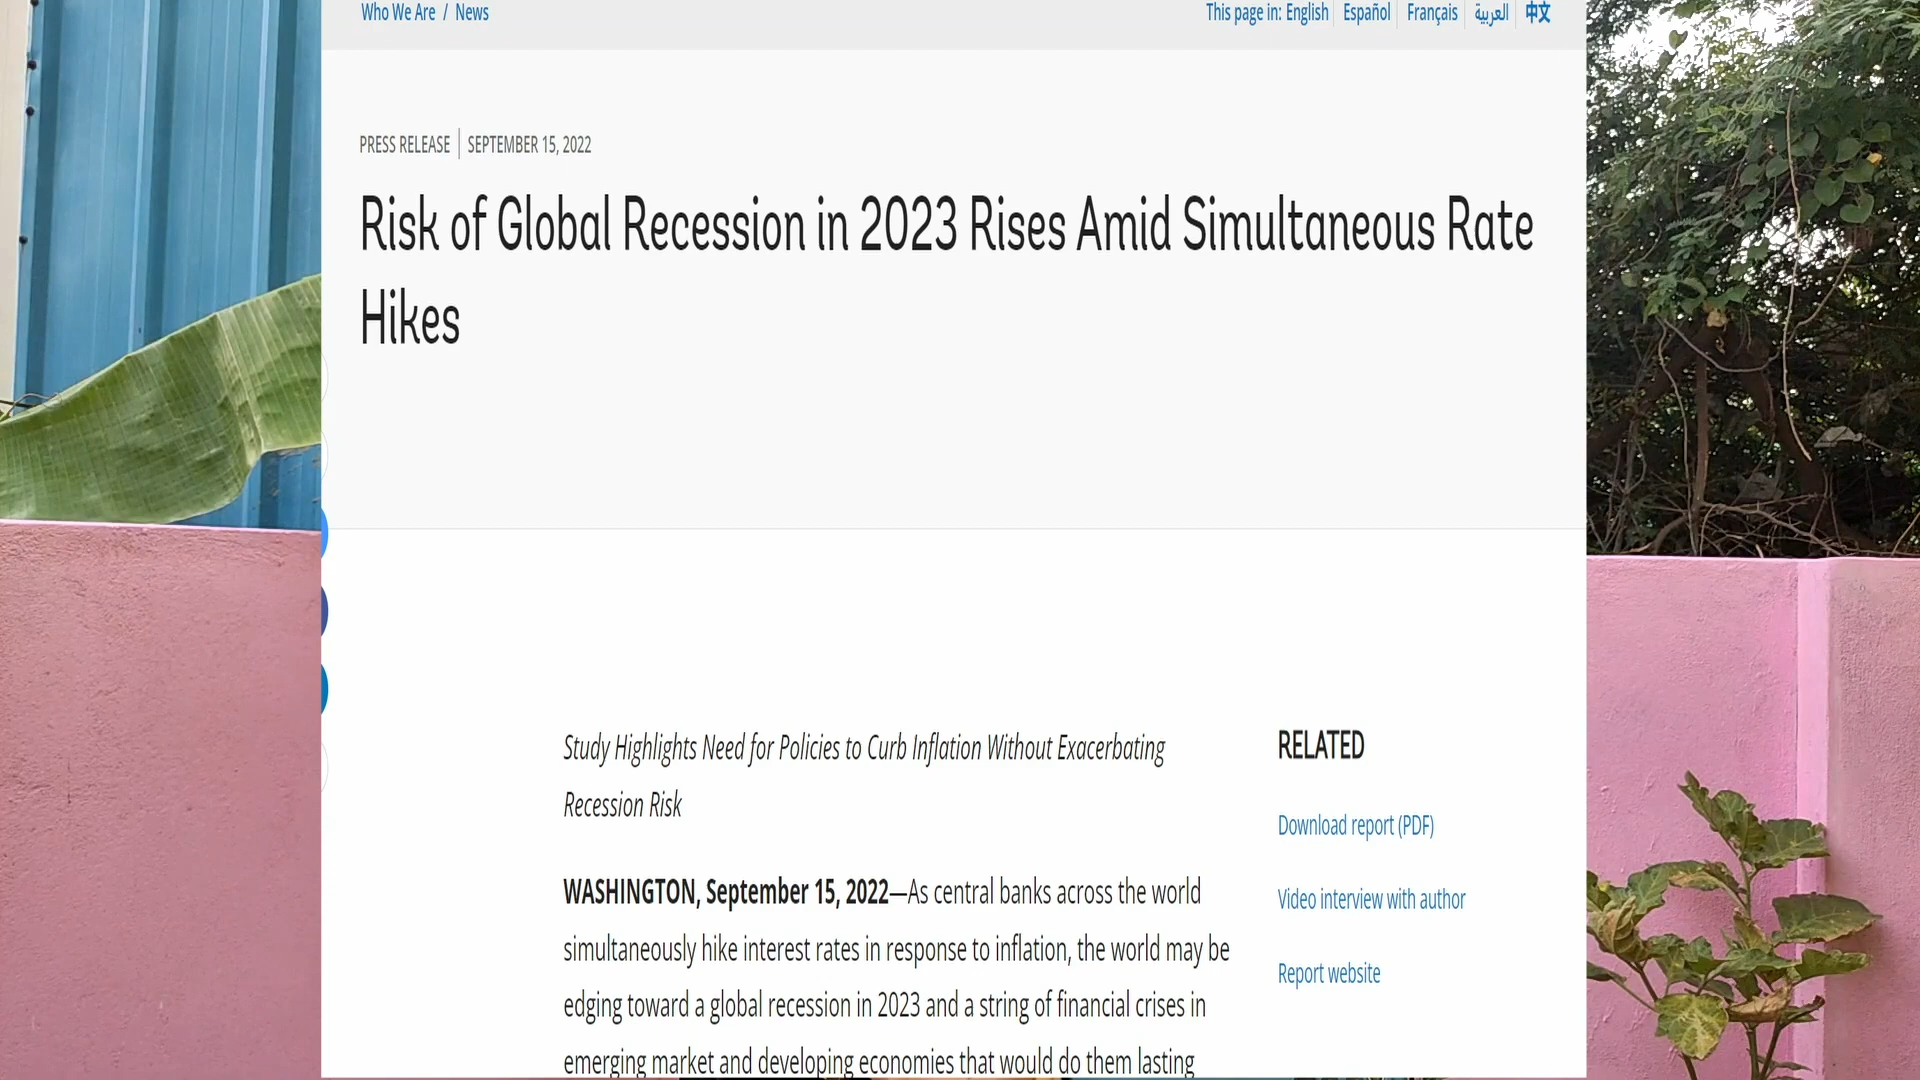 Who We Are / News
This page in: English Español Français العربية 中文
PRESS RELEASE SEPTEMBER 15, 2022
Risk of Global Recession in 2023 Rises Amid Simultaneous Rate
Hikes
Study Highlights Need for Policies to Curb Inflation Without Exacerbating
Recession Risk
WASHINGTON, September 15, 2022—As central banks across the world
simultaneously hike interest rates in response to inflation, the world may be
edging toward a global recession in 2023 and a string of financial crises in
emerging market and developing economies that would do them lasting
RELATED
Download report (PDF)
Video interview with author
Report website